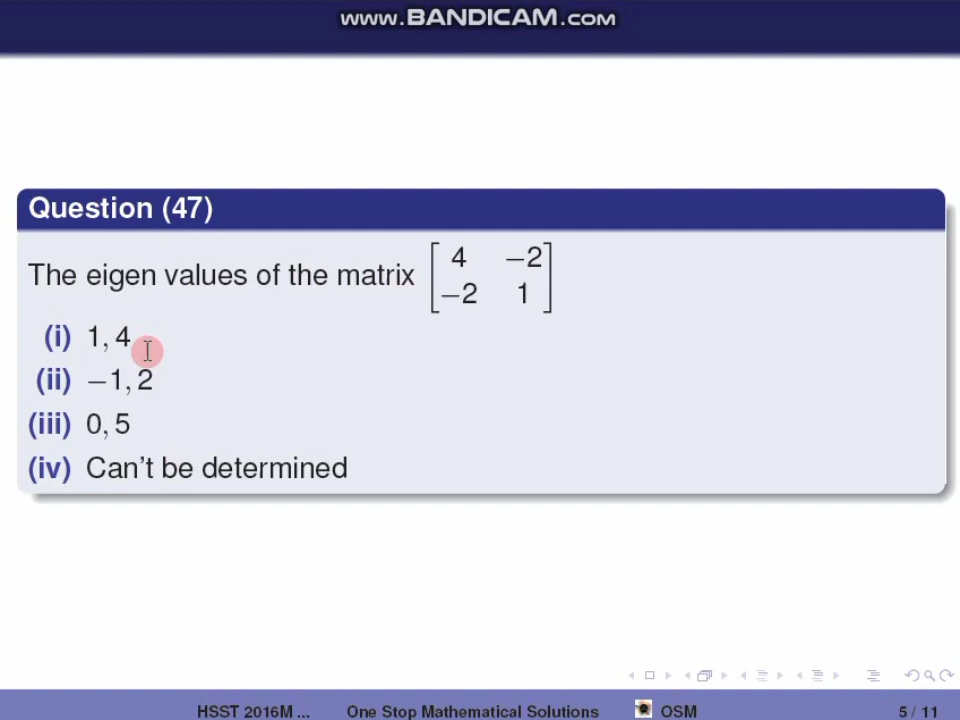 www.BANDICAM.com
Question (47)
The eigen values of the matrix [4 −2
−2 1]
(i) 1, 4
(ii) −1, 2
(iii) 0, 5
(iv) Can't be determined
HSST 2016M ... One Stop Mathematical Solutions OSM 5 / 11